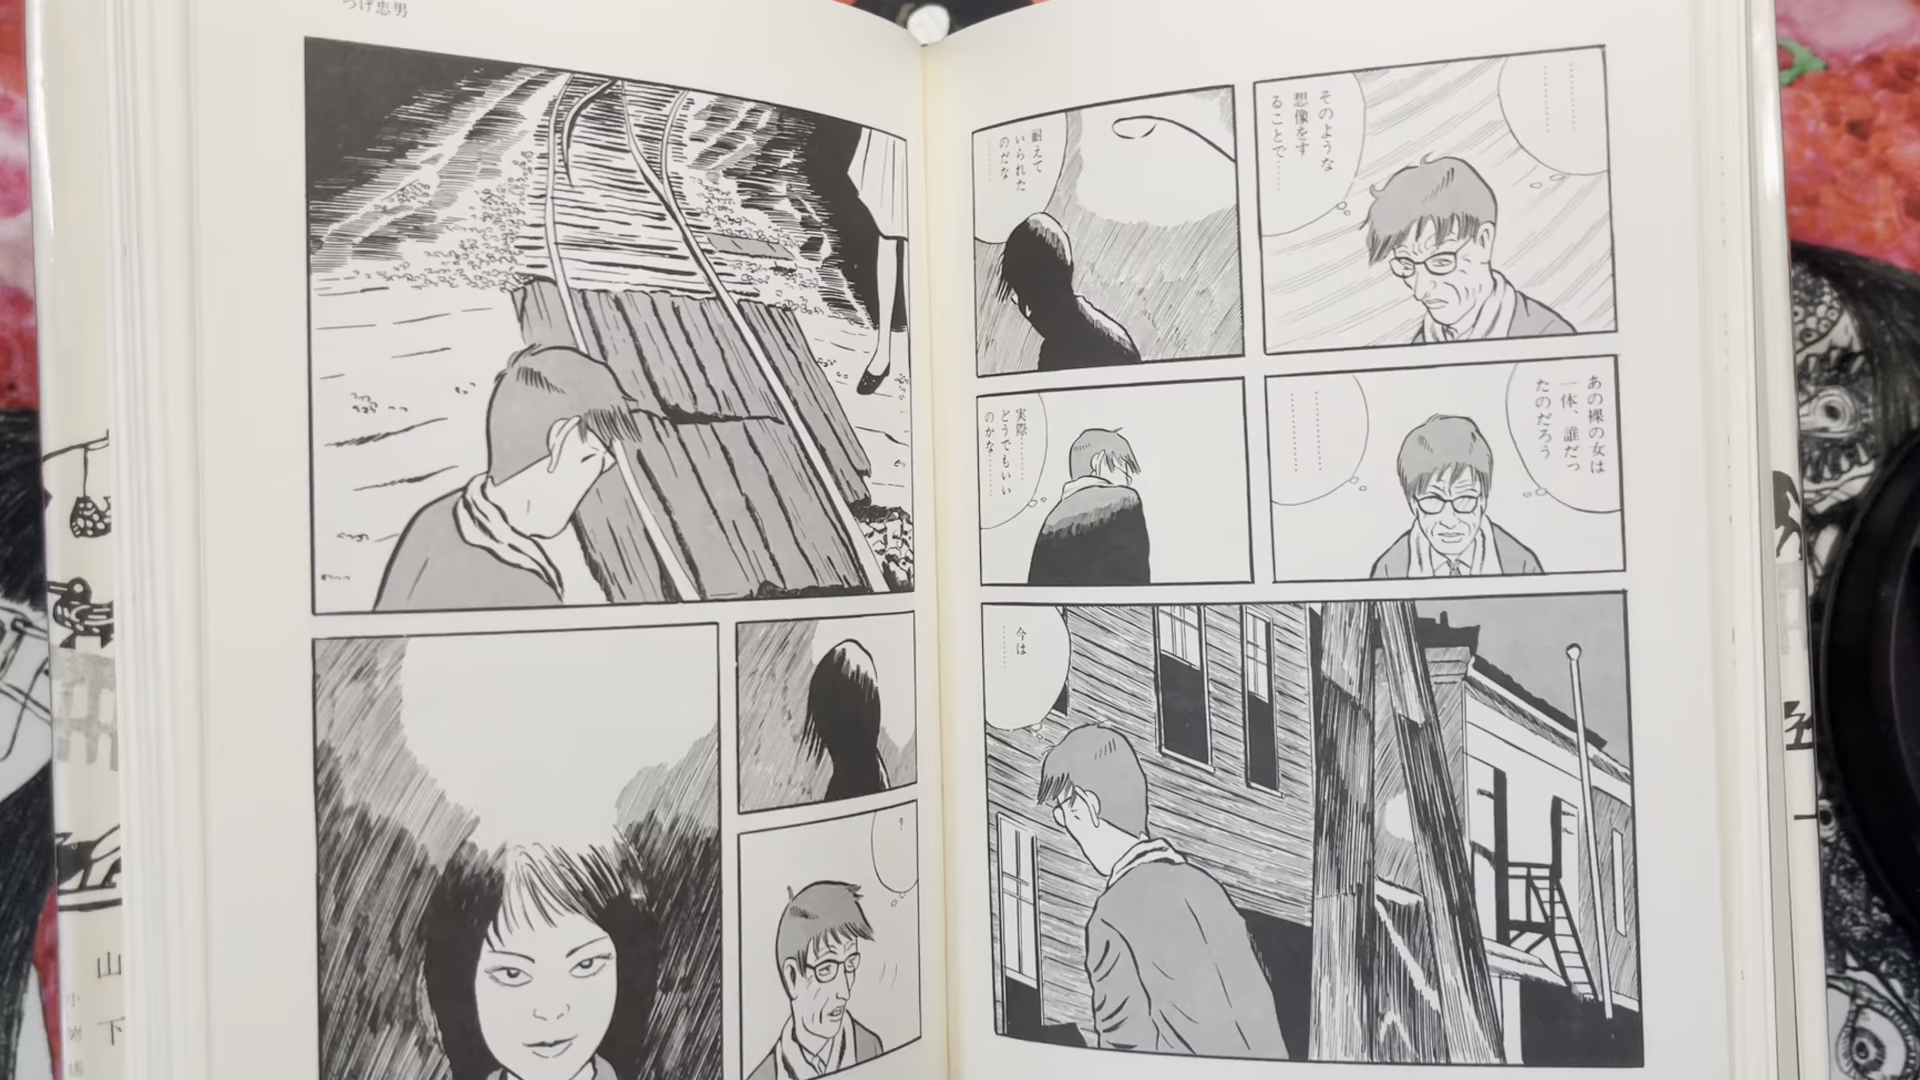 つげ忠男
そのような
想像をす
ることで……
…………
…………
耐えて
いられた
のだな
……
あの裸の女は
一体、誰だっ
たのだろう
…………
…………
実際……
どうでもいい
のかな……
今は
……
?
山
下
小